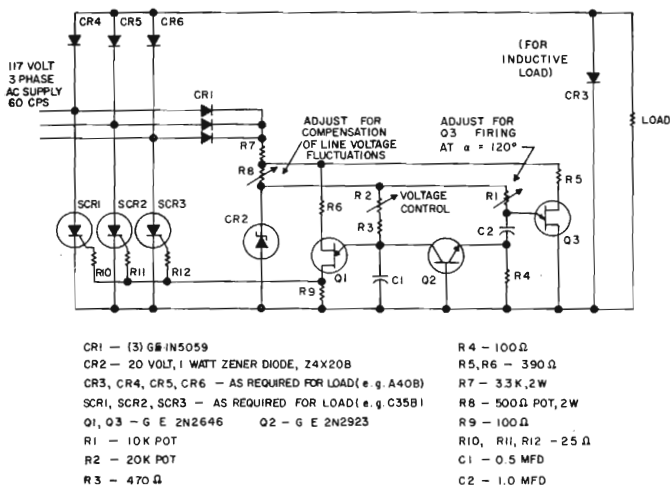 CR4 CR5 CR6
117 VOLT
3 PHASE
AC SUPPLY
60 CPS
CR1
(FOR
INDUCTIVE
LOAD)
CR3
LOAD
R7
R8
ADJUST FOR
COMPENSATION
OF LINE VOLTAGE
FLUCTUATIONS
ADJUST FOR
Q3 FIRING
AT α = 120°
R5
R6
R2
VOLTAGE
CONTROL
R1
R3
SCR1 SCR2 SCR3
CR2
C2
Q3
R10 R11 R12
Q1
C1
Q2
R4
R9
CR1 — (3) GE-IN5059
CR2 — 20 VOLT, 1 WATT ZENER DIODE, Z4X20B
CR3, CR4, CR5, CR6 — AS REQUIRED FOR LOAD (e.g. A40B)
SCR1, SCR2, SCR3 — AS REQUIRED FOR LOAD (e.g. C35B)
Q1, Q3 — G E 2N2646 Q2 — G E 2N2923
R1 — 10K POT
R2 — 20K POT
R3 — 470 Ω
R4 — 100 Ω
R5, R6 — 390 Ω
R7 — 3.3K, 2W
R8 — 500 Ω POT, 2W
R9 — 100 Ω
R10, R11, R12 — 25 Ω
C1 — 0.5 MFD
C2 — 1.0 MFD